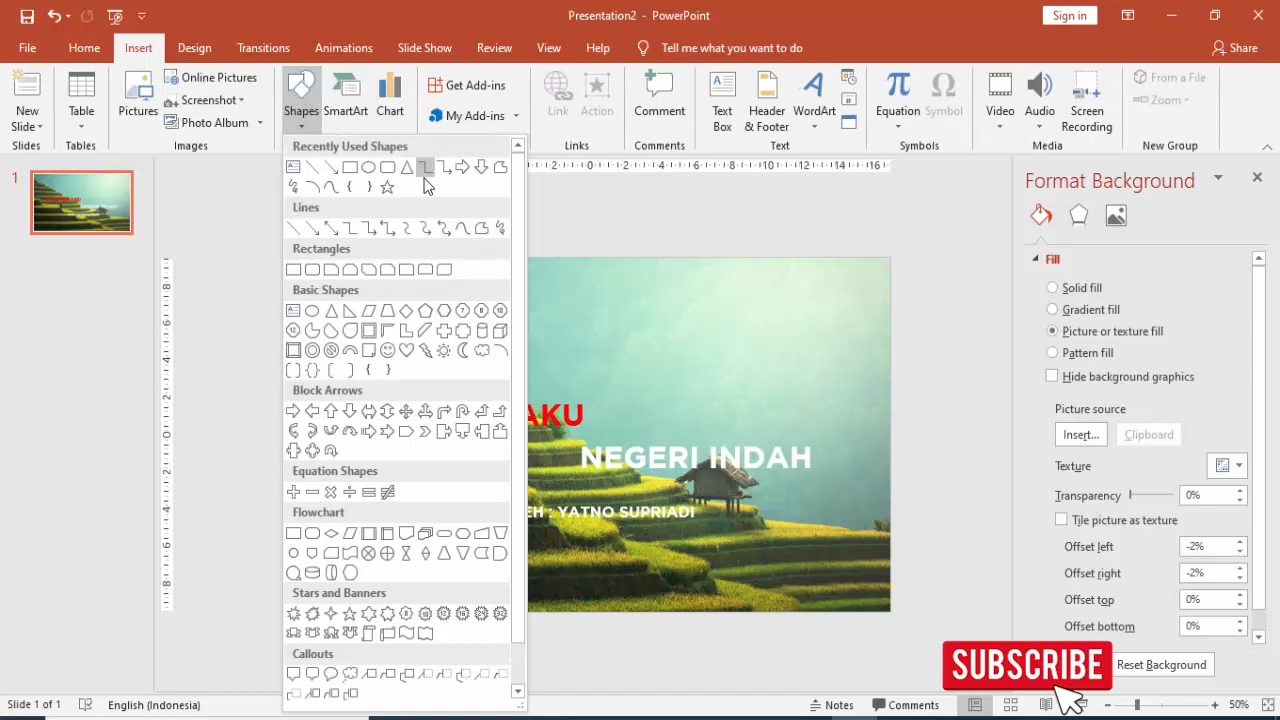 Presentation2 - PowerPoint
Sign in
File
Home
Insert
Design
Transitions
Animations
Slide Show
Review
View
Help
Tell me what you want to do
Share
New
Slide
Slides
Table
Tables
Pictures
Online Pictures
Screenshot
Photo Album
Images
Shapes
SmartArt
Chart
Get Add-ins
My Add-ins
Link
Action
Links
Comment
Comments
Text
Box
Header
& Footer
WordArt
Equation
Symbol
Symbols
Video
Audio
Screen
Recording
Media
From a File
Zoom
New Group
Recently Used Shapes
Lines
Rectangles
Basic Shapes
Block Arrows
Equation Shapes
Flowchart
Stars and Banners
Callouts
1
AKU
NEGERI INDAH
EH : YATNO SUPRIADI
Format Background
Fill
Solid fill
Gradient fill
Picture or texture fill
Pattern fill
Hide background graphics
Picture source
Insert...
Clipboard
Texture
Transparency
0%
Tile picture as texture
Offset left
-2%
Offset right
-2%
Offset top
0%
Offset bottom
0%
SUBSCRIBE
Reset Background
Slide 1 of 1
English (Indonesia)
Notes
Comments
50%